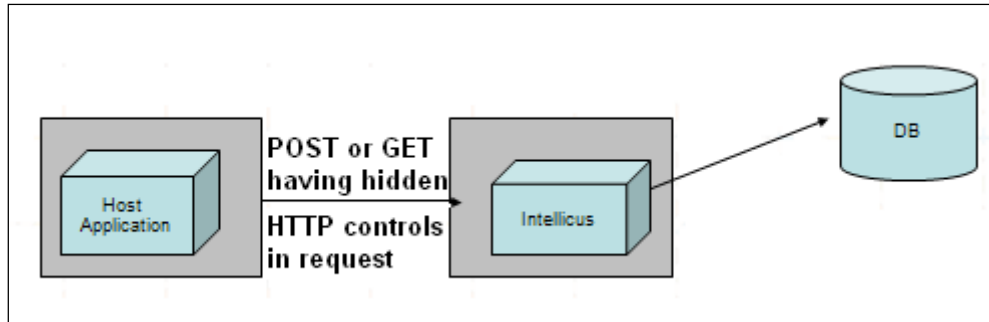 POST or GET
having hidden
HTTP controls
in request
Host
Application
Intellicus
DB